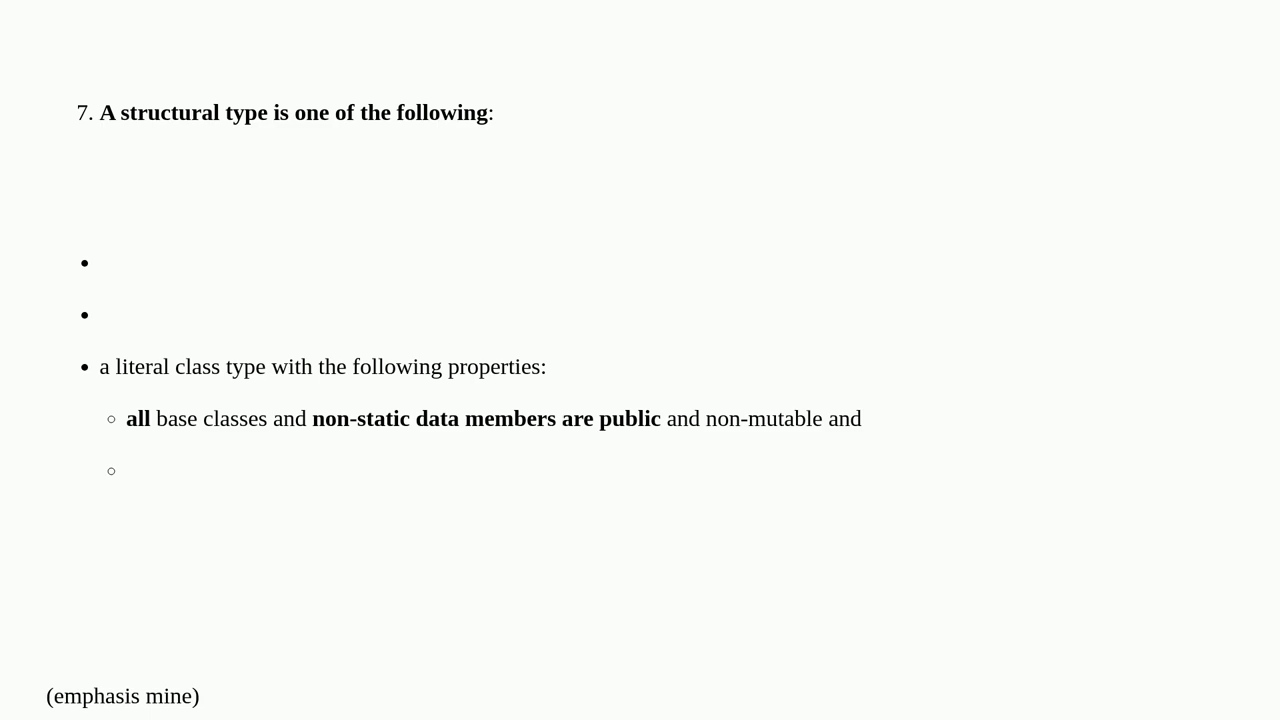 7. A structural type is one of the following:
•
•
• a literal class type with the following properties:
○ all base classes and non-static data members are public and non-mutable and
○
(emphasis mine)